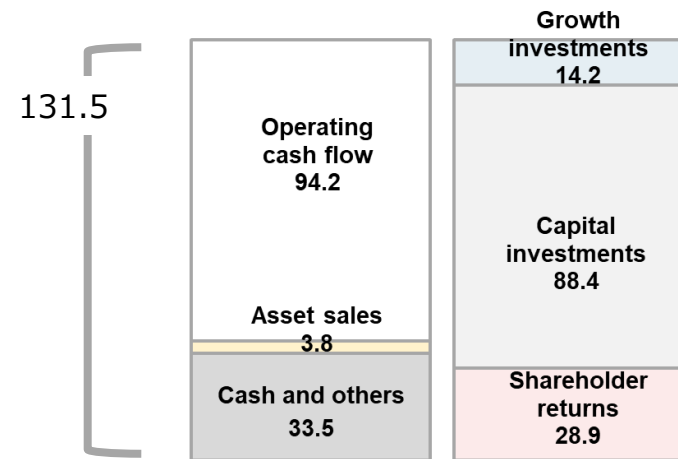 131.5
Operating
cash flow
94.2
Asset sales
3.8
Cash and others
33.5
Growth
investments
14.2
Capital
investments
88.4
Shareholder
returns
28.9